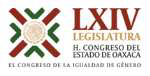 LXIV
LEGISLATURA
H. CONGRESO DEL
ESTADO DE OAXACA
EL CONGRESO DE LA IGUALDAD DE GÉNERO